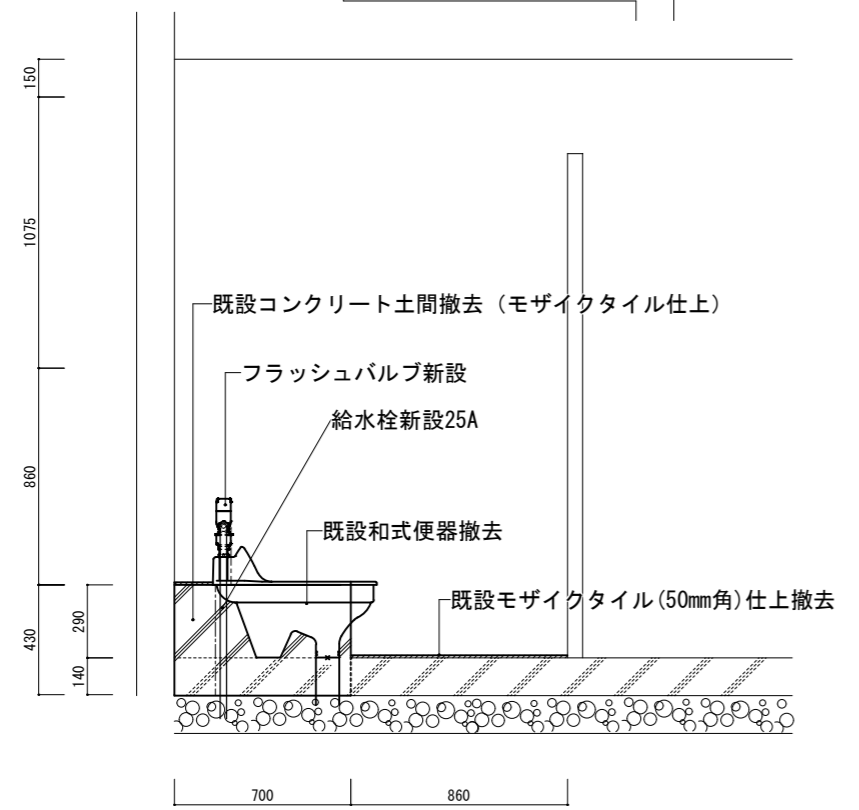 150
1075
860
430
290
140
既設コンクリート土間撤去（モザイクタイル仕上）
フラッシュバルブ新設
給水栓新設25A
既設和式便器撤去
既設モザイクタイル(50mm角)仕上撤去
700
860